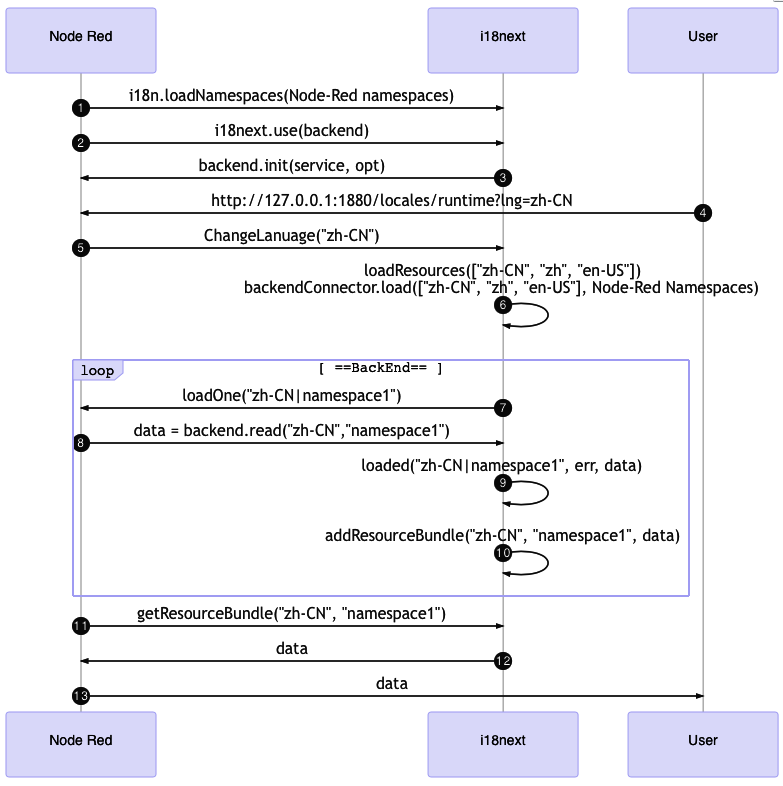 Node Red
i18next
User
1
i18n.loadNamespaces(Node-Red namespaces)
2
i18next.use(backend)
backend.init(service, opt)
3
http://127.0.0.1:1880/locales/runtime?lng=zh-CN
4
5
ChangeLanuage("zh-CN")
loadResources(["zh-CN", "zh", "en-US"])
backendConnector.load(["zh-CN", "zh", "en-US"], Node-Red Namespaces)
6
loop
[ ==BackEnd== ]
loadOne("zh-CN|namespace1")
7
8
data = backend.read("zh-CN","namespace1")
loaded("zh-CN|namespace1", err, data)
9
addResourceBundle("zh-CN", "namespace1", data)
10
11
getResourceBundle("zh-CN", "namespace1")
data
12
data
13
Node Red
i18next
User